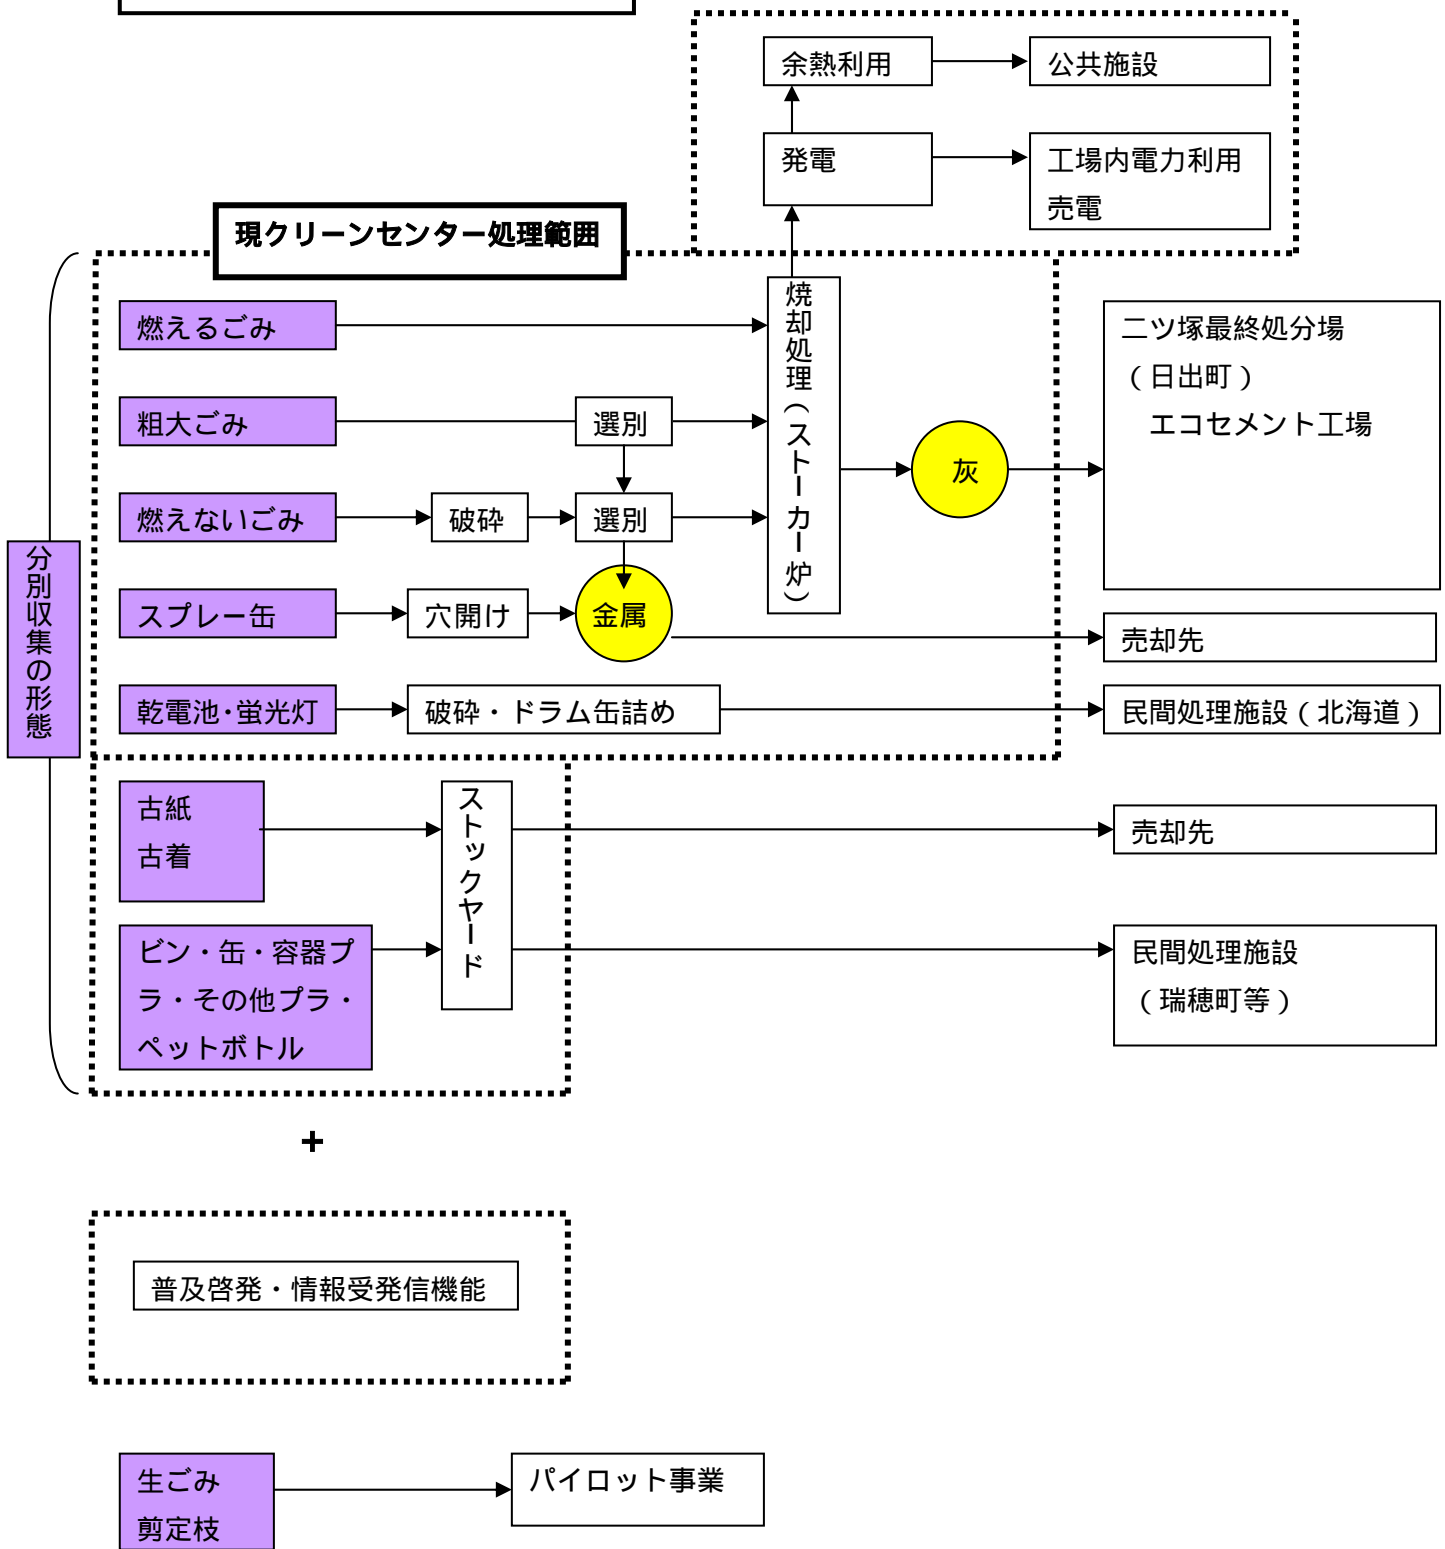 余熱利用
公共施設
発電
工場内電力利用
売電
現クリーンセンター処理範囲
燃えるごみ
焼却処理(ストーカー炉)
二ツ塚最終処分場
(日出町)
エコセメント工場
粗大ごみ
選別
灰
燃えないごみ
破砕
選別
分別収集の形態
スプレー缶
穴開け
金属
売却先
乾電池・蛍光灯
破砕・ドラム缶詰め
民間処理施設(北海道)
古紙
古着
ストックヤード
売却先
ビン・缶・容器プ
ラ・その他プラ・
ペットボトル
民間処理施設
(瑞穂町等)
+
普及啓発・情報受発信機能
生ごみ
剪定枝
パイロット事業